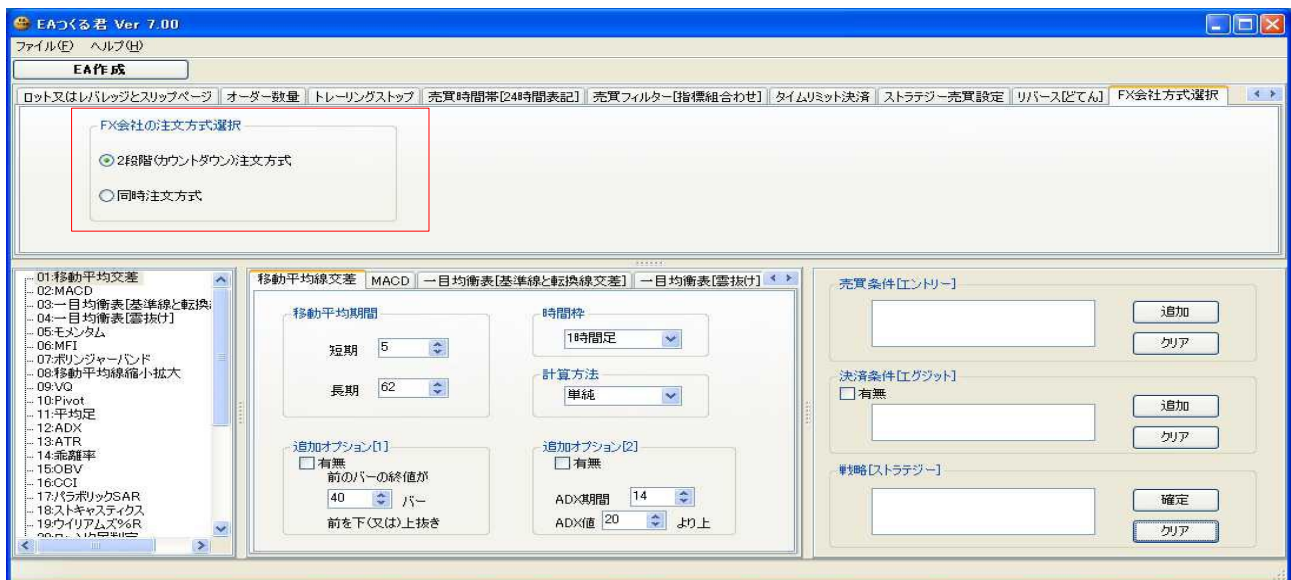 EAつくる君 Ver 7.00
ファイル(F) ヘルプ(H)
EA作成
ロット又はレバレッジとスリップページ オーダー数量 トレーリングストップ 売買時間帯[24時間表記] 売買フィルター[指標組合わせ] タイムリミット決済 ストラテジー売買設定 リバース[どてん] FX会社方式選択
FX会社の注文方式選択
2段階(カウントダウン)注文方式
同時注文方式
01:移動平均交差
02:MACD
03:一目均衡表[基準線と転換
04:一目均衡表[雲抜け]
05:モメンタム
06:MFI
07:ボリンジャーバンド
08:移動平均線縮小拡大
09:VQ
10:Pivot
11:平均足
12:ADX
13:ATR
14:乖離率
15:OBV
16:CCI
17:パラボリックSAR
18:ストキャスティクス
19:ウイリアムズ%R
移動平均線交差 MACD 一目均衡表[基準線と転換線交差] 一目均衡表[雲抜け]
移動平均期間
短期 5
長期 62
時間枠
1時間足
計算方法
単純
追加オプション[1]
有無
前のバーの終値が
40 バー
前を下(又は)上抜き
追加オプション[2]
有無
ADX期間 14
ADX値 20 より上
売買条件[エントリー]
追加
クリア
決済条件[エグジット]
有無
追加
クリア
戦略[ストラテジー]
確定
クリア